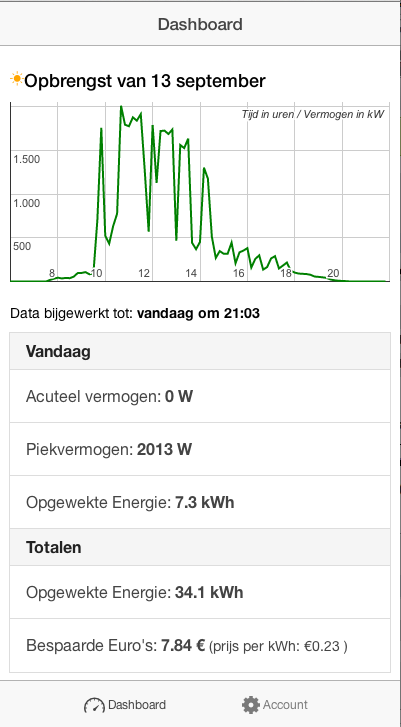 Dashboard
Opbrengst van 13 september
Tijd in uren / Vermogen in kW
1.500
1.000
500
8 10 12 14 16 18 20
Data bijgewerkt tot: vandaag om 21:03
Vandaag
Acuteel vermogen: 0 W
Piekvermogen: 2013 W
Opgewekte Energie: 7.3 kWh
Totalen
Opgewekte Energie: 34.1 kWh
Bespaarde Euro's: 7.84 € (prijs per kWh: €0.23 )
Dashboard Account